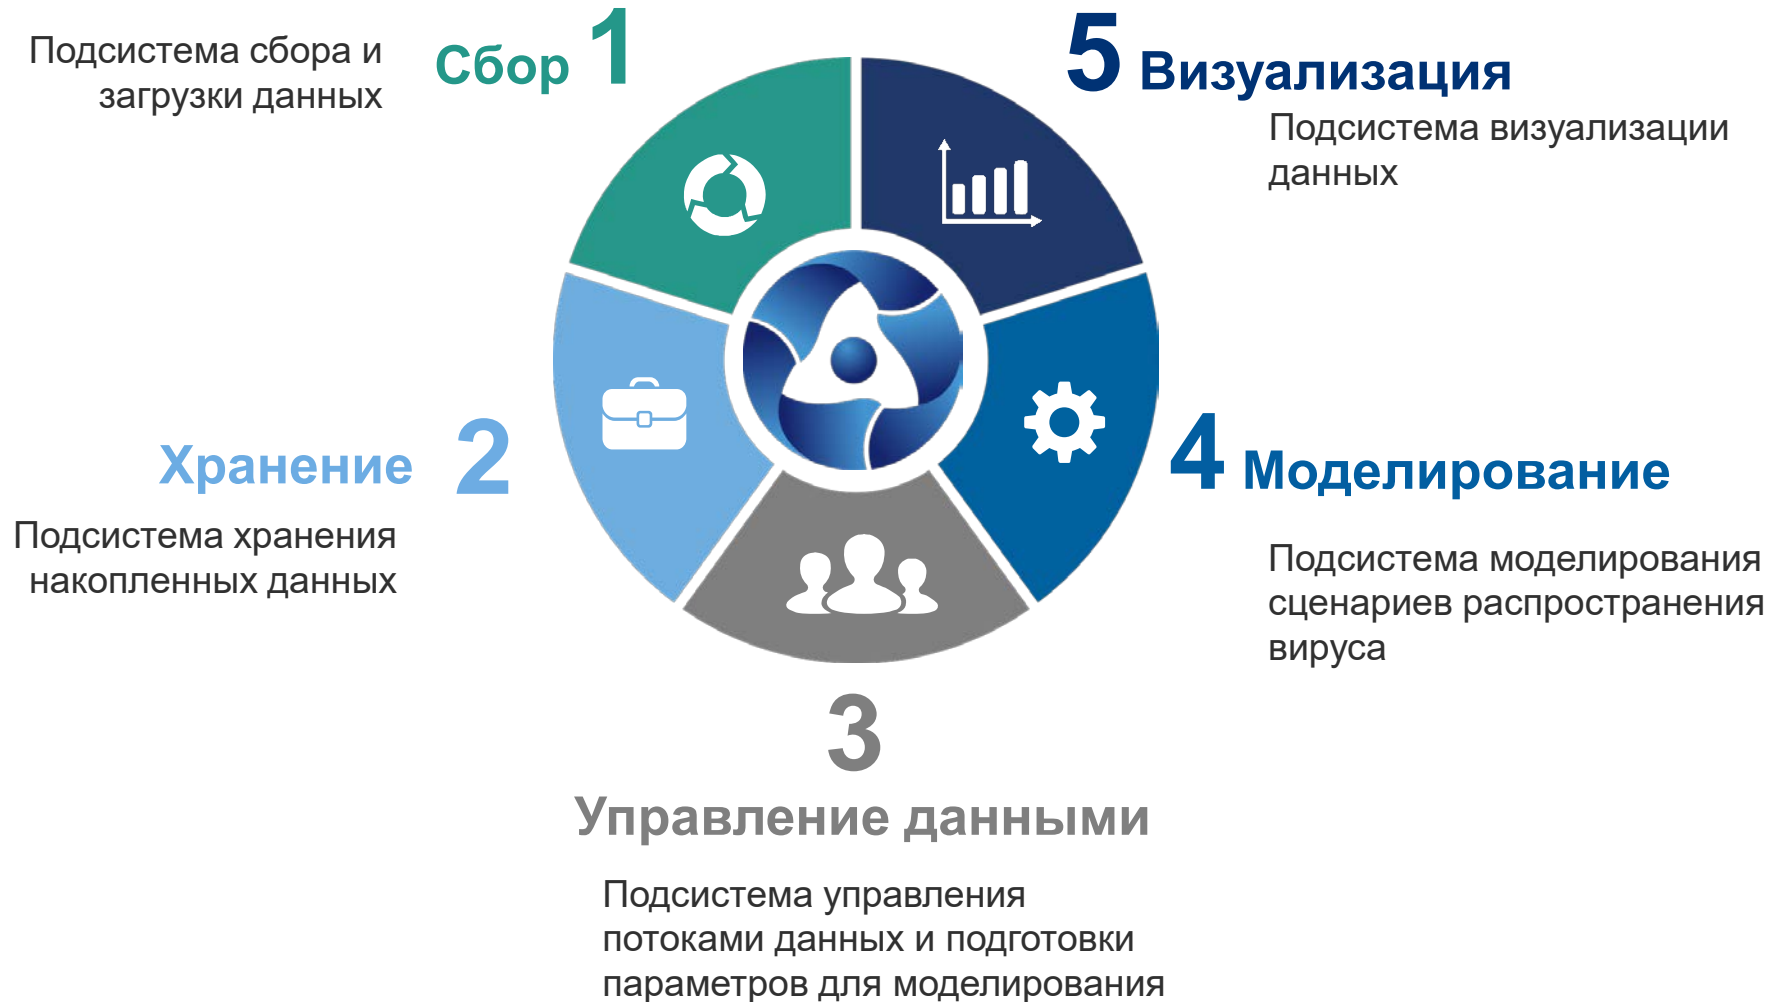 Сбор 1
Подсистема сбора и
загрузки данных
Хранение 2
Подсистема хранения
накопленных данных
3
Управление данными
Подсистема управления
потоками данных и подготовки
параметров для моделирования
4 Моделирование
Подсистема моделирования
сценариев распространения
вируса
5 Визуализация
Подсистема визуализации
данных